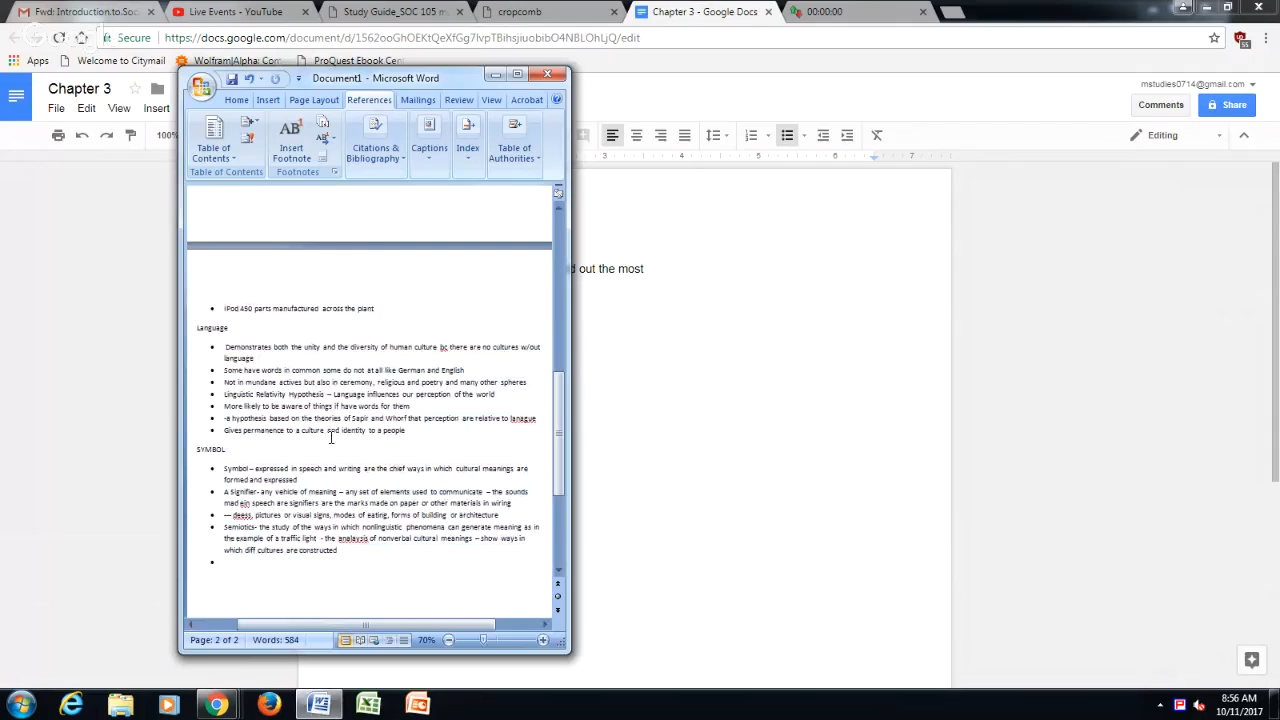 Fwd: Introduction.to.Soc
Live Events - YouTube
Study Guide_SOC 105 m
cropcomb
Chapter 3 - Google Docs
00:00:00
Secure
https://docs.google.com/document/d/1562ooGhOEKtQeXfGg7lvpTBihsjiuobibO4NBLOhLjQ/edit
Apps
Welcome to Citymail
Wolfram|Alpha: Com
ProQuest Ebook Cen
Chapter 3
mstudies0714@gmail.com
File Edit View Insert
Comments
Share
100%
Editing
3 4 5 6 7
d out the most
Document1 - Microsoft Word
Home Insert Page Layout References Mailings Review View Acrobat
Table of Contents
Insert Footnote
Citations & Bibliography
Captions
Index
Table of Authorities
Table of Contents
Footnotes
IPod 450 parts manufactured across the plant
Language
Demonstrates both the unity and the diversity of human culture bc there are no cultures w/out
language
Some have words in common some do not at all like German and English
Not in mundane actives but also in ceremony, religious and poetry and many other spheres
Linguistic Relativity Hypothesis – Language influences our perception of the world
More likely to be aware of things if have words for them
-a hypothesis based on the theories of Sapir and Whorf that perception are relative to lanague
Gives permanence to a culture and identity to a people
SYMBOL
Symbol – expressed in speech and writing are the chief ways in which cultural meanings are
formed and expressed
A Signifier- any vehicle of meaning – any set of elements used to communicate – the sounds
mad ein speech are signifiers are the marks made on paper or other materials in wiring
— deess, pictures or visual signs, modes of eating, forms of building or architecture
Semiotics- the study of the ways in which nonlinguistic phenomena can generate meaning as in
the example of a traffic light - the analaysis of nonverbal cultural meanings – show ways in
which diff cultures are constructed
Page: 2 of 2
Words: 584
70%
8:56 AM
10/11/2017